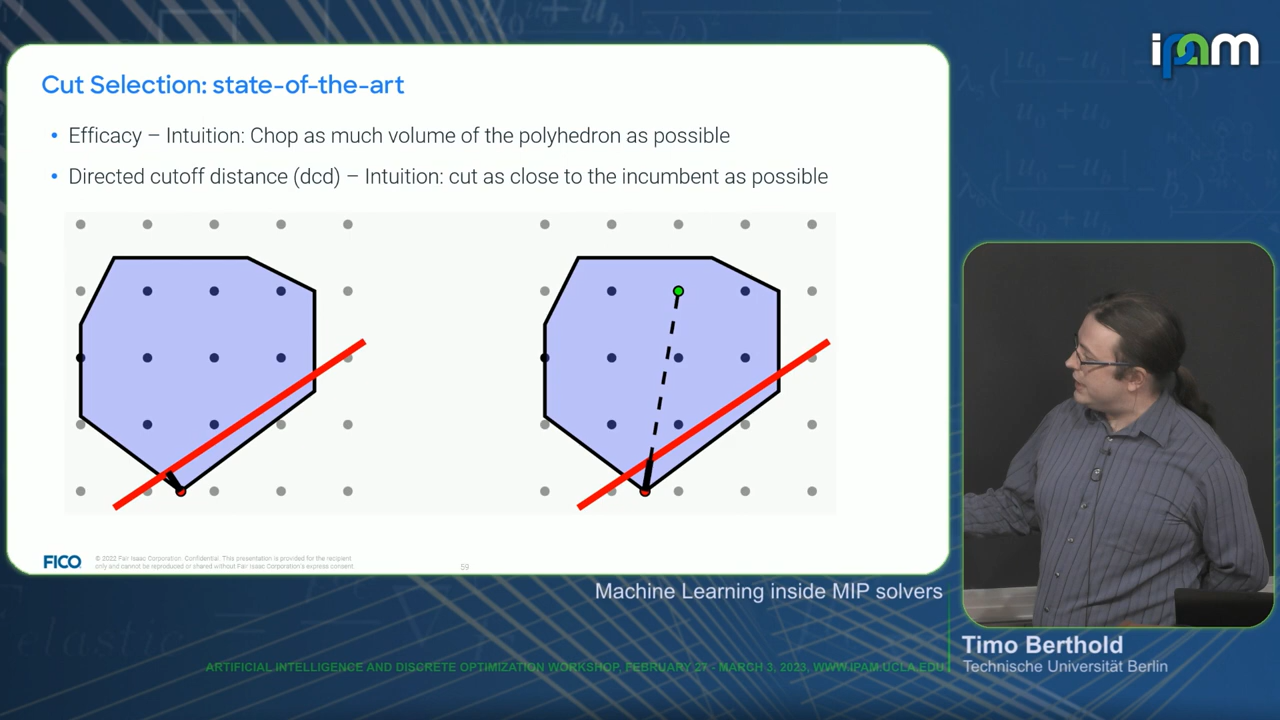 ipam
Cut Selection: state-of-the-art
• Efficacy – Intuition: Chop as much volume of the polyhedron as possible
• Directed cutoff distance (dcd) – Intuition: cut as close to the incumbent as possible
FICO
© 2022 Fair Isaac Corporation. Confidential. This presentation is provided for the recipient
only and cannot be reproduced or shared without Fair Isaac Corporation's express consent.
59
Machine Learning inside MIP solvers
Timo Berthold
Technische Universität Berlin
ARTIFICIAL INTELLIGENCE AND DISCRETE OPTIMIZATION WORKSHOP, FEBRUARY 27 - MARCH 3, 2023, WWW.IPAM.UCLA.EDU
elastic